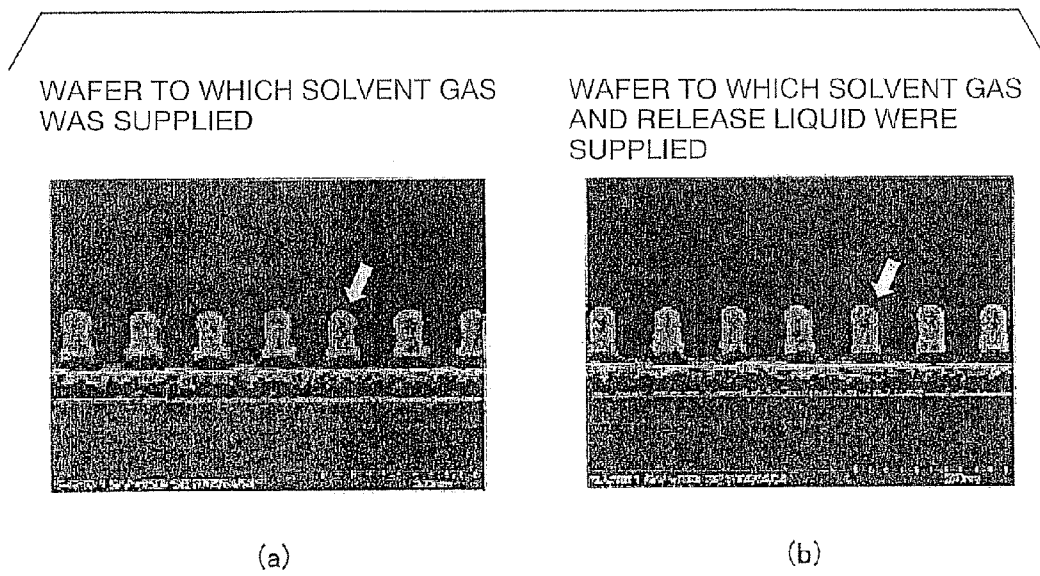 WAFER TO WHICH SOLVENT GAS
WAS SUPPLIED
WAFER TO WHICH SOLVENT GAS
AND RELEASE LIQUID WERE
SUPPLIED
(a)
(b)